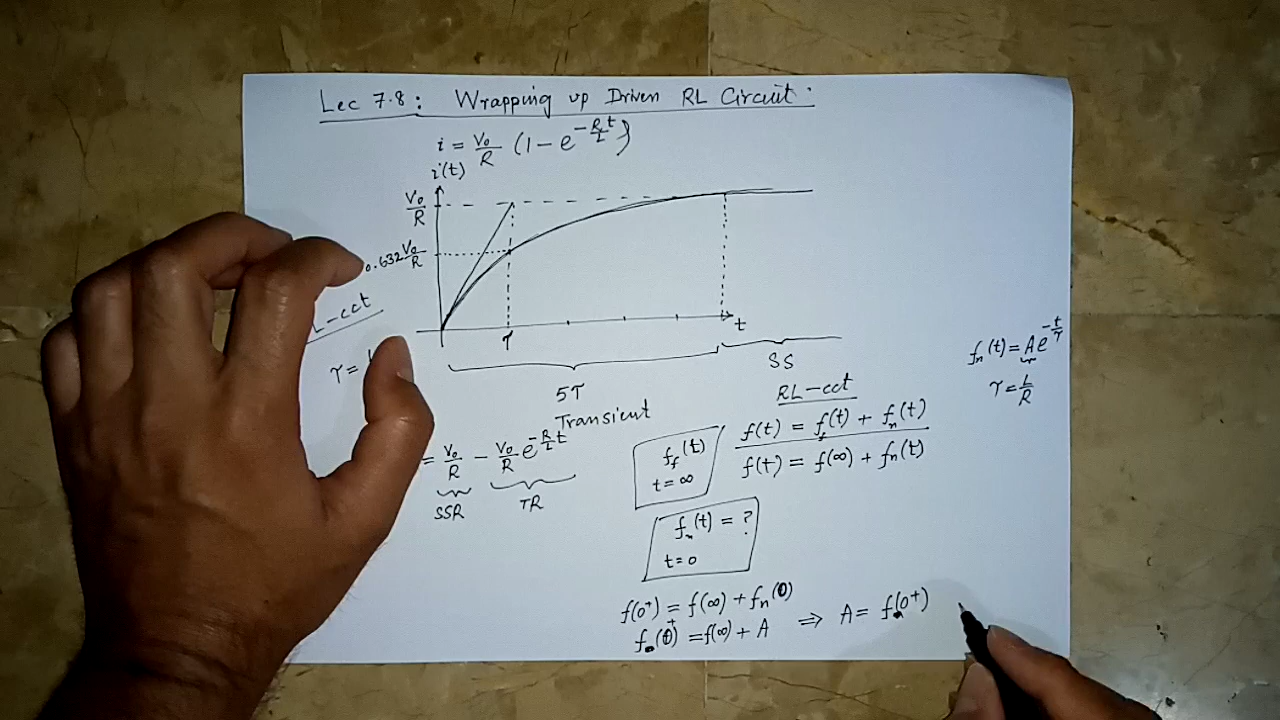 Lec 7.8: Wrapping up Driven RL Circuit.
i = V₀/R (1 - e^(-R/L t))
i(t)
V₀/R
0.632 V₀/R
L-cct
τ =
τ
t
5τ
Transient
SS
= V₀/R - V₀/R e^(-R/L t)
SSR
TR
RL-cct
f(t) = f_f(t) + f_n(t)
f(t) = f(∞) + f_n(t)
f_f(t)
t = ∞
f_n(t) = ?
t = 0
f(0⁺) = f(∞) + f_n(0)
f(0⁺) = f(∞) + A ⇒ A = f(0⁺)
f_n(t) = A e^(-t/τ)
τ = L/R